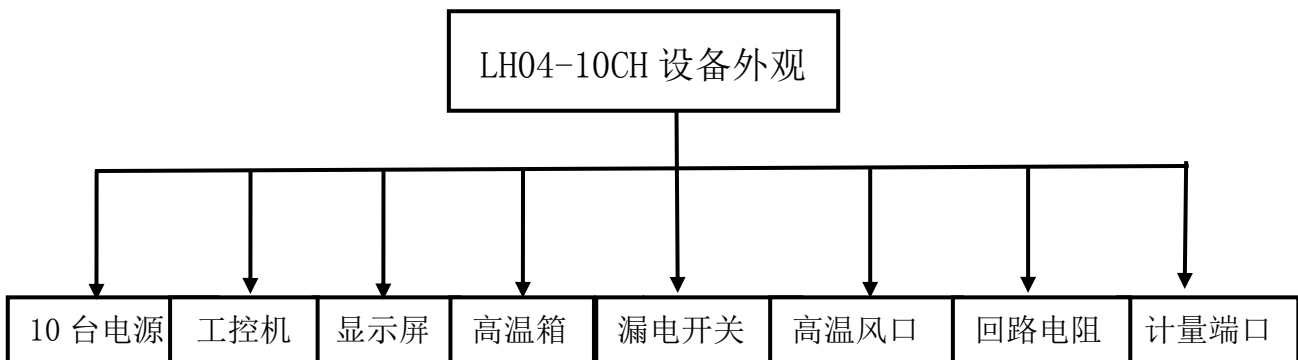 LH04-10CH 设备外观
10 台电源
工控机
显示屏
高温箱
漏电开关
高温风口
回路电阻
计量端口